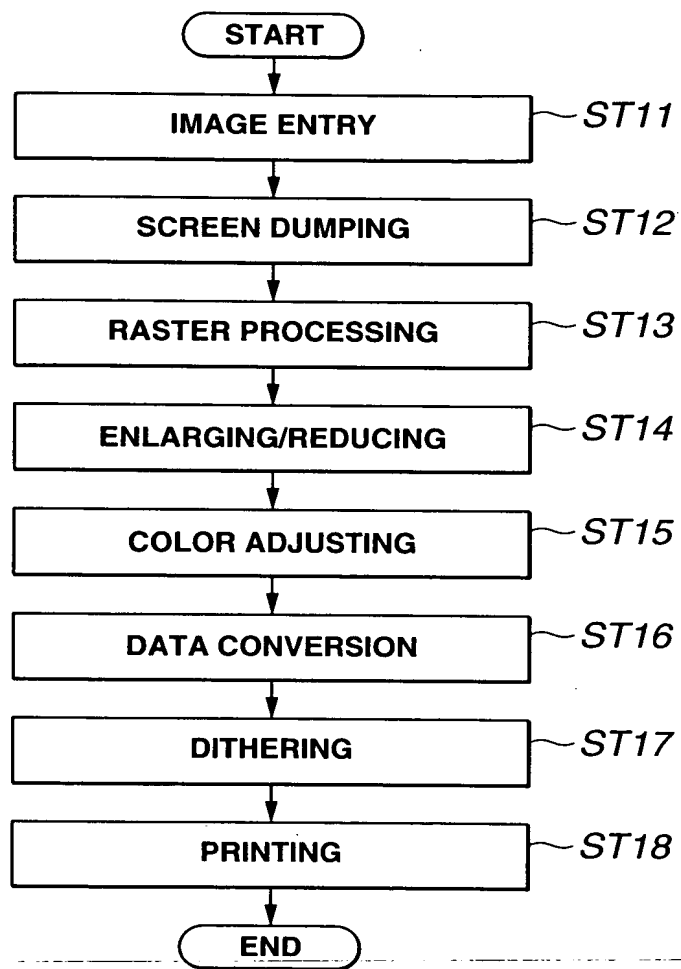 START
IMAGE ENTRY ST11
SCREEN DUMPING ST12
RASTER PROCESSING ST13
ENLARGING/REDUCING ST14
COLOR ADJUSTING ST15
DATA CONVERSION ST16
DITHERING ST17
PRINTING ST18
END